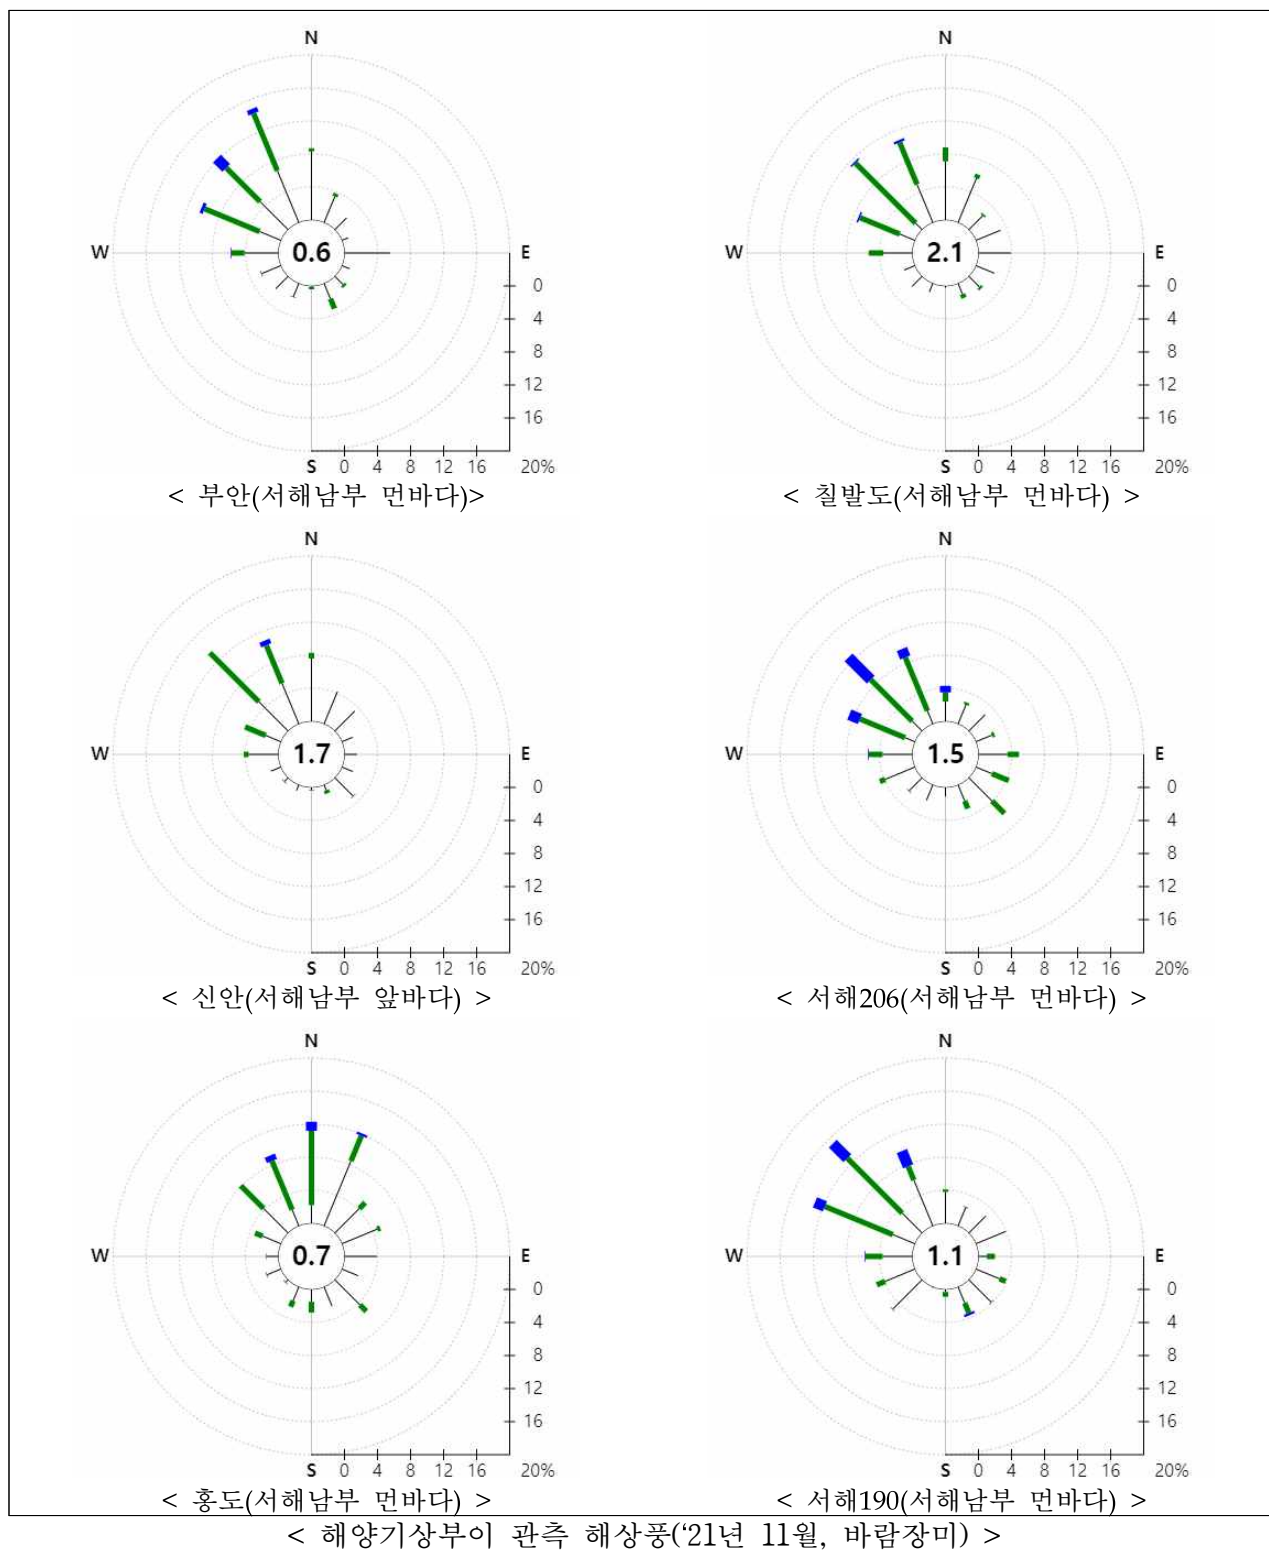 N
N
W
0.6
E
W
2.1
E
0
0
4
4
8
8
12
12
16
16
S 0 4 8 12 16 20%
S 0 4 8 12 16 20%
< 부안(서해남부 먼바다)>
< 칠발도(서해남부 먼바다) >
N
N
W
1.7
E
W
1.5
E
0
0
4
4
8
8
12
12
16
16
S 0 4 8 12 16 20%
S 0 4 8 12 16 20%
< 신안(서해남부 앞바다) >
< 서해206(서해남부 먼바다) >
N
N
W
0.7
E
W
1.1
E
0
0
4
4
8
8
12
12
16
16
S 0 4 8 12 16 20%
S 0 4 8 12 16 20%
< 홍도(서해남부 먼바다) >
< 서해190(서해남부 먼바다) >
< 해양기상부이 관측 해상풍(‘21년 11월, 바람장미) >